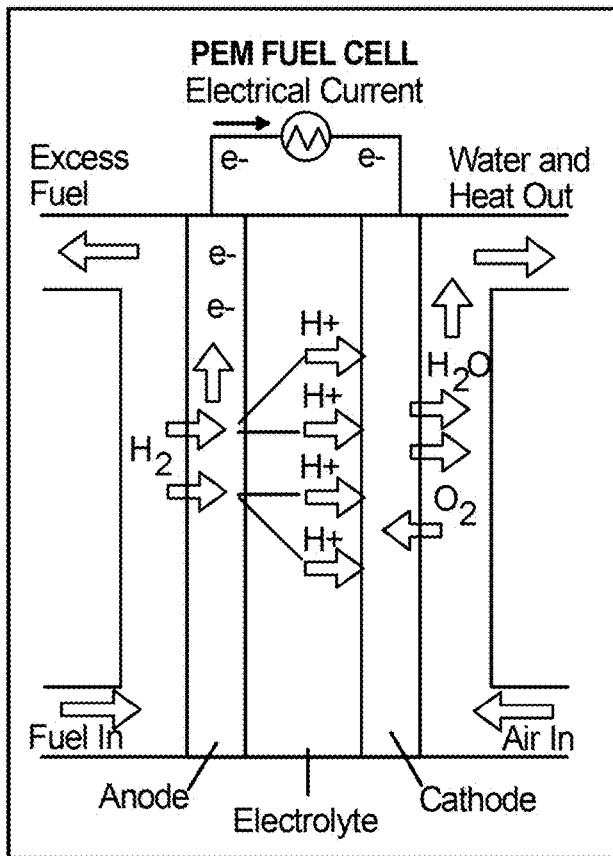 PEM FUEL CELL
Electrical Current
e- e-
Excess
Fuel
Water and
Heat Out
e-
e-
H+
H2O
H+
H2
H+
O2
H+
Fuel In
Air In
Anode
Electrolyte
Cathode